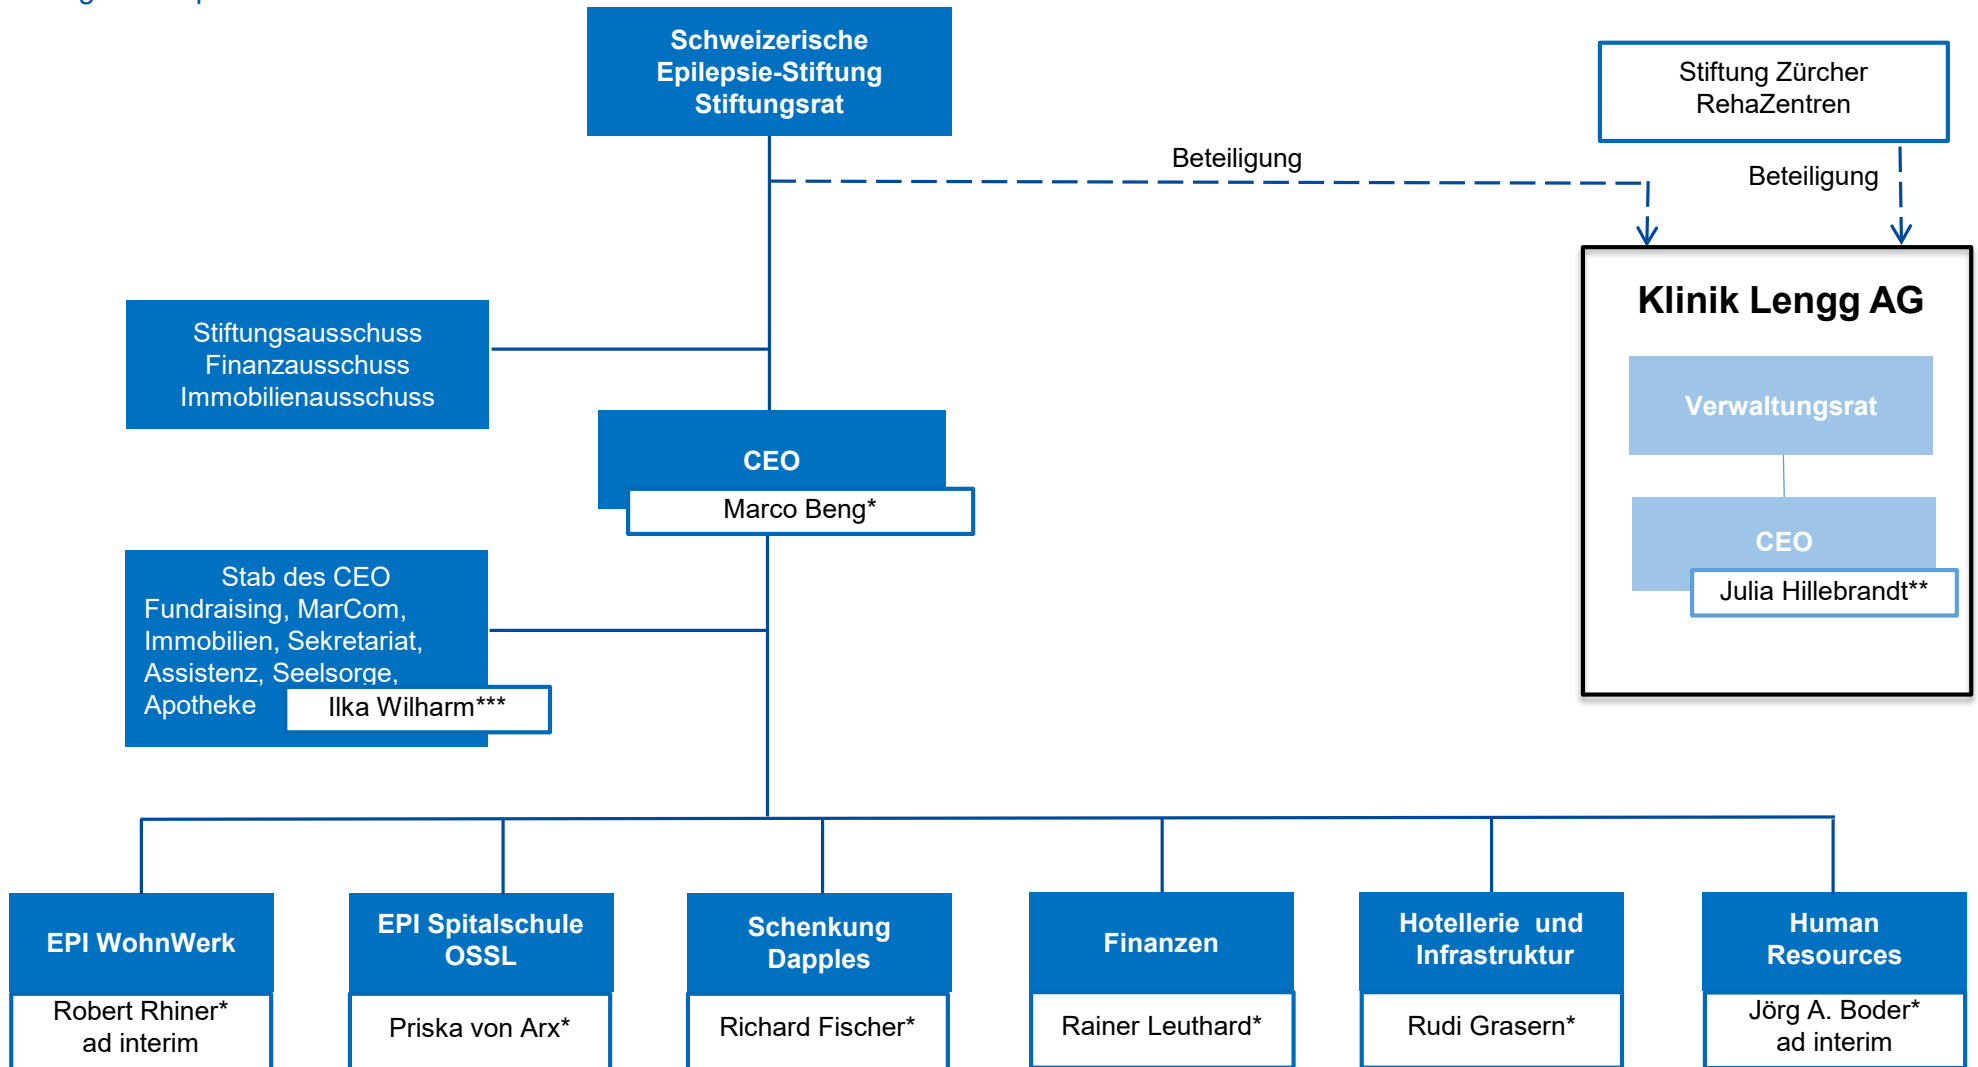 Schweizerische
Epilepsie-Stiftung
Stiftungsrat
Stiftung Zürcher
RehaZentren
Beteiligung
Beteiligung
Klinik Lengg AG
Verwaltungsrat
CEO
Julia Hillebrandt**
Stiftungsausschuss
Finanzausschuss
Immobilienausschuss
CEO
Marco Beng*
Stab des CEO
Fundraising, MarCom,
Immobilien, Sekretariat,
Assistenz, Seelsorge,
Apotheke
Ilka Wilharm***
EPI WohnWerk
Robert Rhiner*
ad interim
EPI Spitalschule
OSSL
Priska von Arx*
Schenkung
Dapples
Richard Fischer*
Finanzen
Rainer Leuthard*
Hotellerie und
Infrastruktur
Rudi Grasern*
Human
Resources
Jörg A. Boder*
ad interim